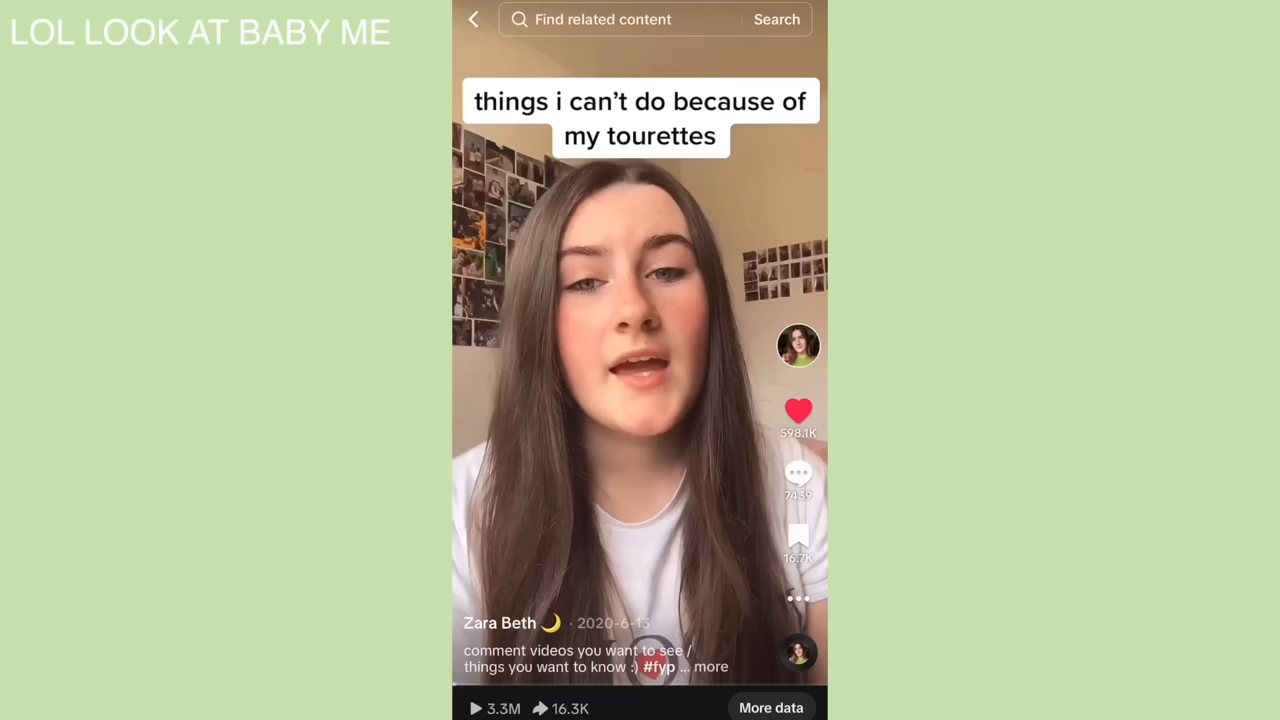 LOL LOOK AT BABY ME
Find related content
Search
things i can't do because of
my tourettes
598.1K
7439
16.7K
Zara Beth 🌙 · 2020-6-13
comment videos you want to see /
things you want to know :) #fyp ... more
3.3M
16.3K
More data